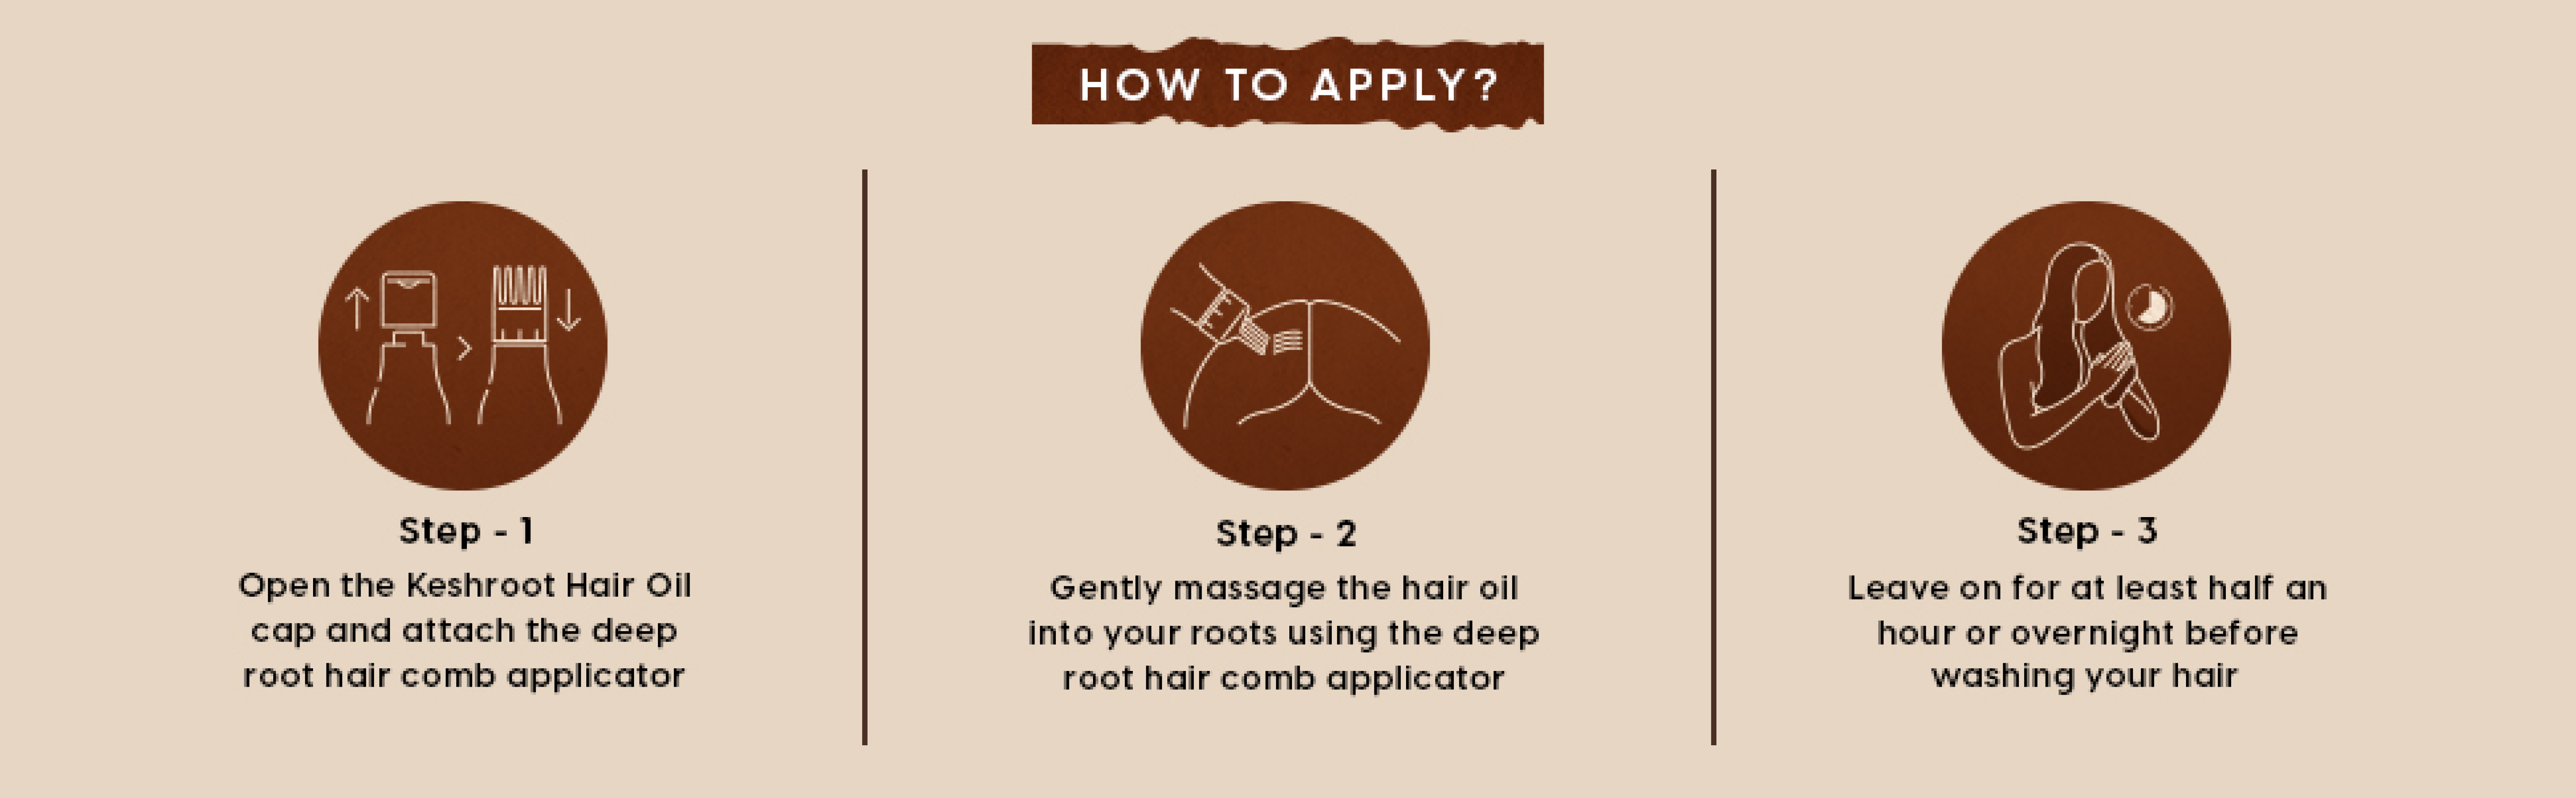 HOW TO APPLY?
Step - 1
Open the Keshroot Hair Oil
cap and attach the deep
root hair comb applicator
Step - 2
Gently massage the hair oil
into your roots using the deep
root hair comb applicator
Step - 3
Leave on for at least half an
hour or overnight before
washing your hair